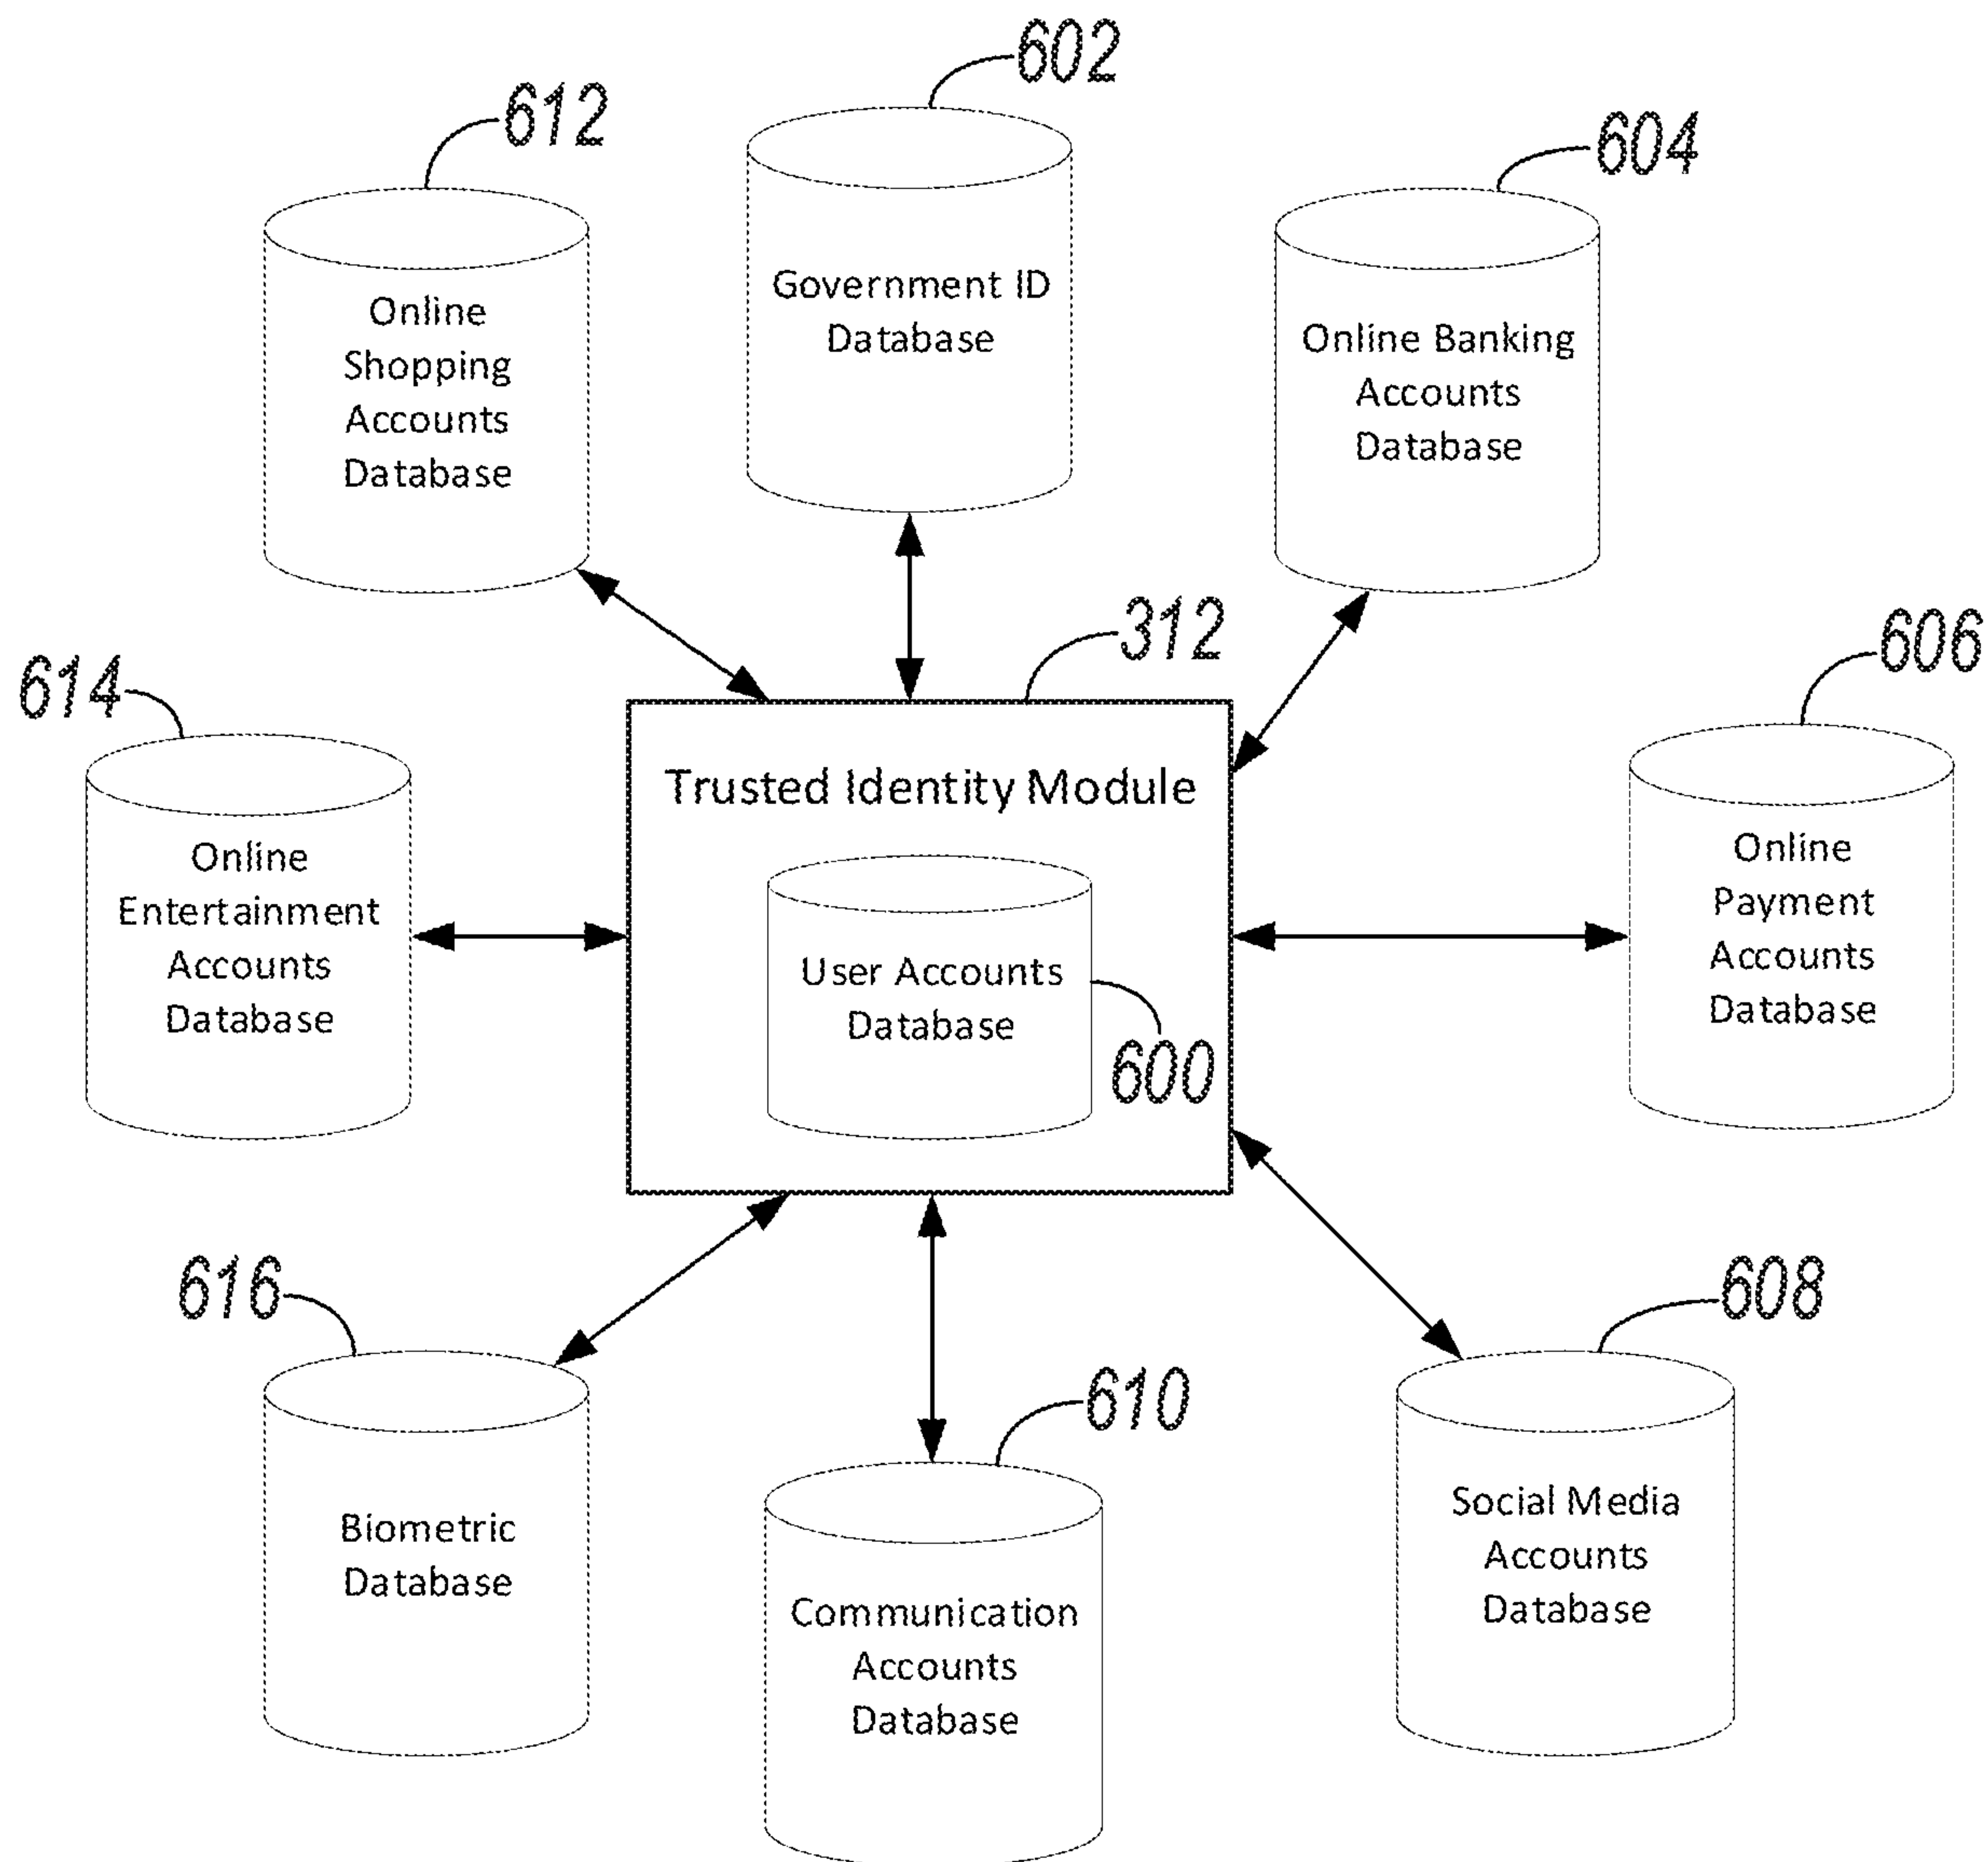 602
612
604
Government ID
Database
Online
Shopping
Accounts
Database
Online Banking
Accounts
Database
312
606
614
Trusted Identity Module
Online
Entertainment
Accounts
Database
User Accounts
Database
600
Online
Payment
Accounts
Database
616
608
610
Biometric
Database
Communication
Accounts
Database
Social Media
Accounts
Database